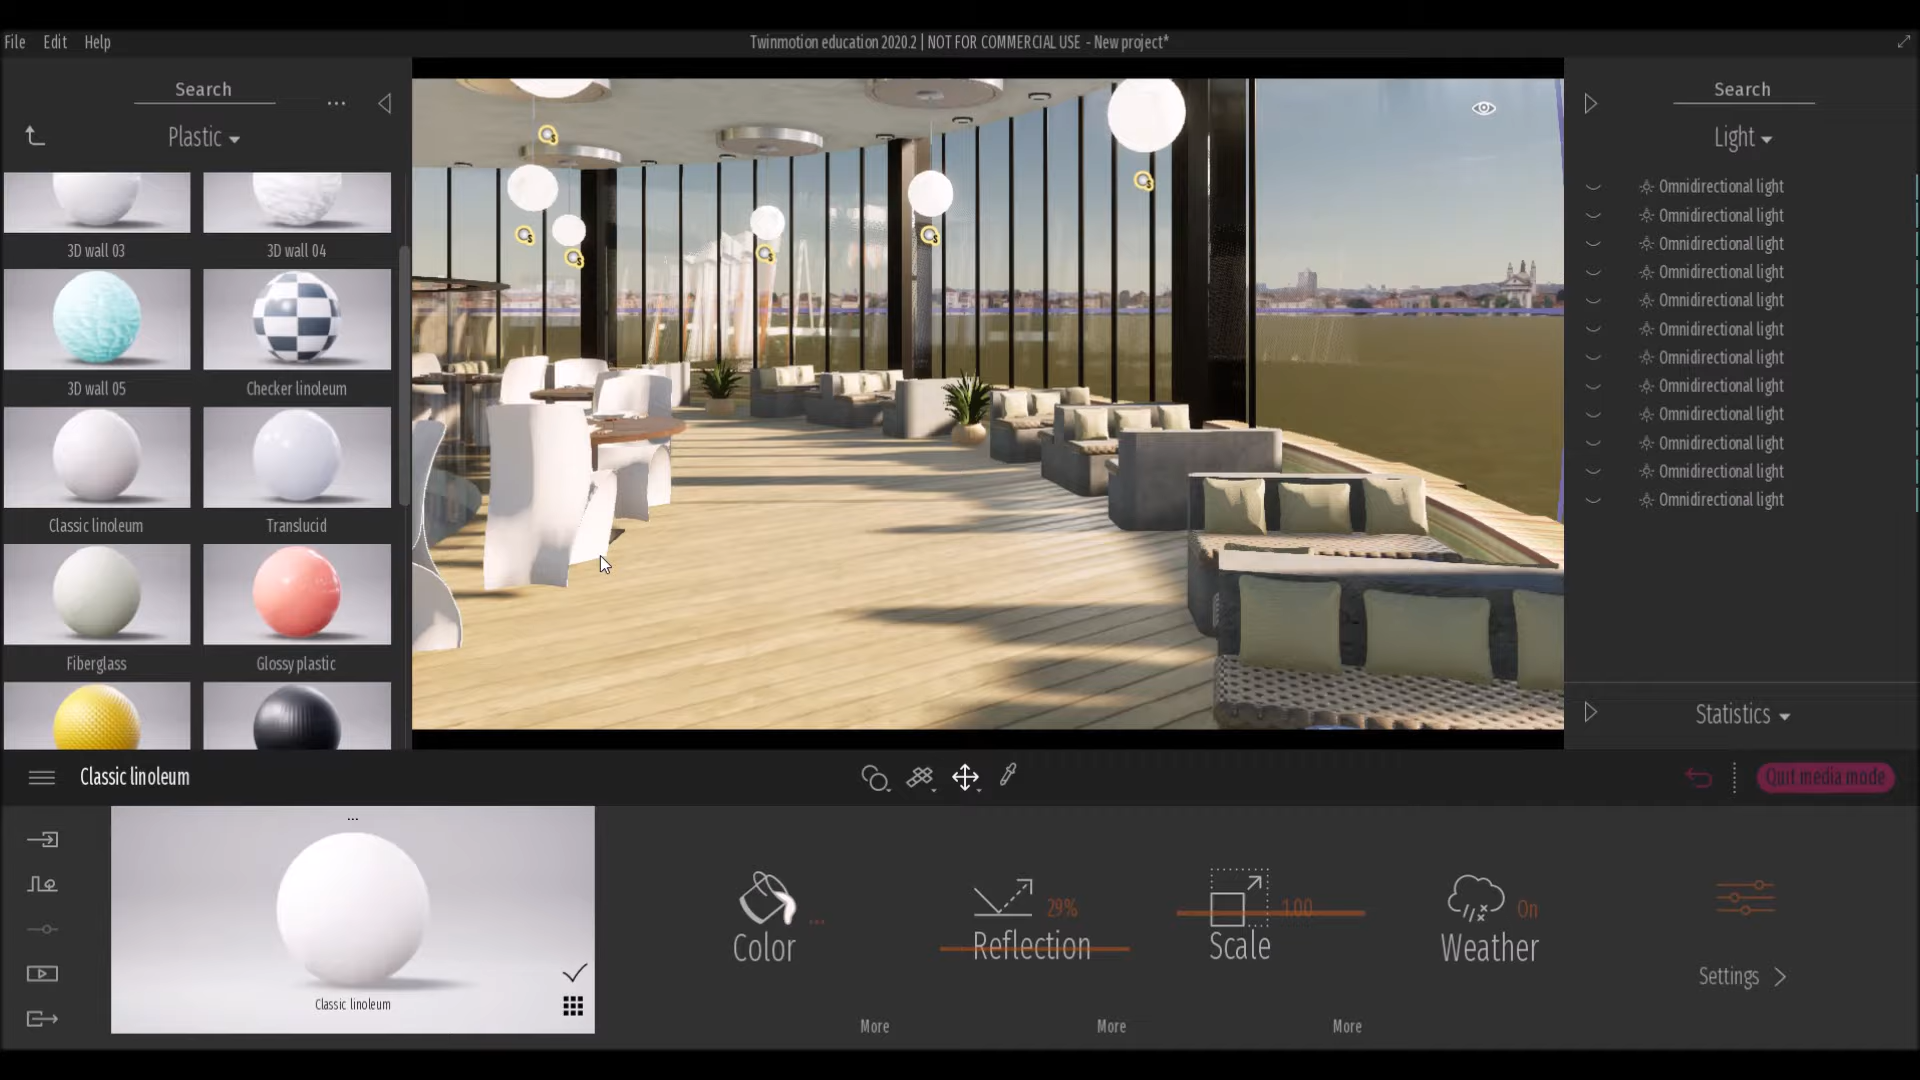 File Edit Help
Twinmotion education 2020.2 | NOT FOR COMMERCIAL USE - New project*
Search
...
Plastic
3D wall 03
3D wall 04
3D wall 05
Checker linoleum
Classic linoleum
Translucid
Fiberglass
Glossy plastic
Search
Light
Omnidirectional light
Omnidirectional light
Omnidirectional light
Omnidirectional light
Omnidirectional light
Omnidirectional light
Omnidirectional light
Omnidirectional light
Omnidirectional light
Omnidirectional light
Omnidirectional light
Omnidirectional light
Statistics
Classic linoleum
Quit media mode
...
Classic linoleum
...
Color
29%
Reflection
1.00
Scale
On
Weather
Settings
More
More
More